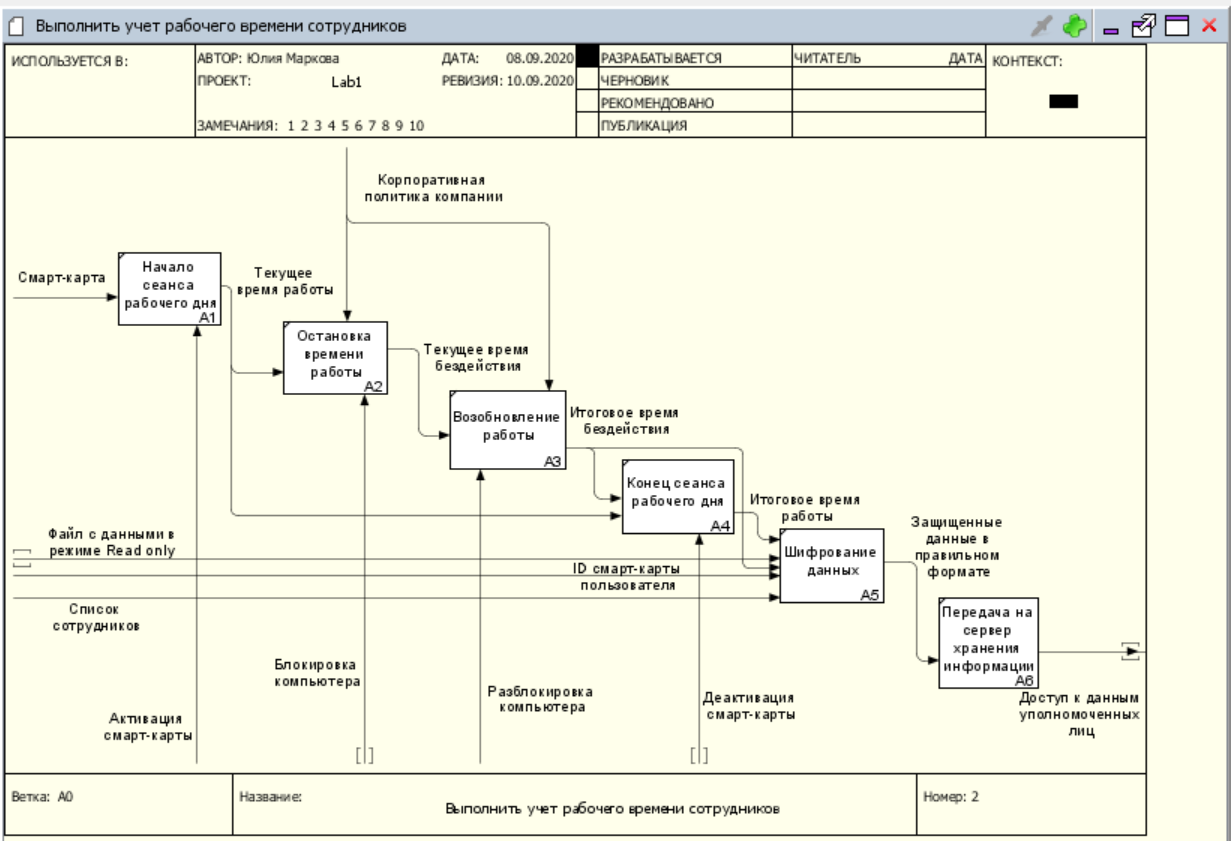 Выполнить учет рабочего времени сотрудников
ИСПОЛЬЗУЕТСЯ В:
АВТОР: Юлия Маркова
ДАТА: 08.09.2020
ПРОЕКТ: Lab1
РЕВИЗИЯ: 10.09.2020
ЗАМЕЧАНИЯ: 1 2 3 4 5 6 7 8 9 10
РАЗРАБАТЫВАЕТСЯ
ЧЕРНОВИК
РЕКОМЕНДОВАНО
ПУБЛИКАЦИЯ
ЧИТАТЕЛЬ
ДАТА
КОНТЕКСТ:
Корпоративная
политика компании
Смарт-карта
Начало
сеанса
рабочего дня
A1
Текущее
время работы
Остановка
времени
работы
A2
Текущее время
бездействия
Возобновление
работы
A3
Итоговое время
бездействия
Конец сеанса
рабочего дня
A4
Итоговое время
работы
Файл с данными в
режиме Read only
ID смарт-карты
пользователя
Шифрование
данных
A5
Защищенные
данные в
правильном
формате
Список
сотрудников
Передача на
сервер
хранения
информации
A6
Блокировка
компьютера
Разблокировка
компьютера
Деактивация
смарт-карты
Доступ к данным
уполномоченных
лиц
Активация
смарт-карты
Ветка: A0
Название:
Выполнить учет рабочего времени сотрудников
Номер: 2